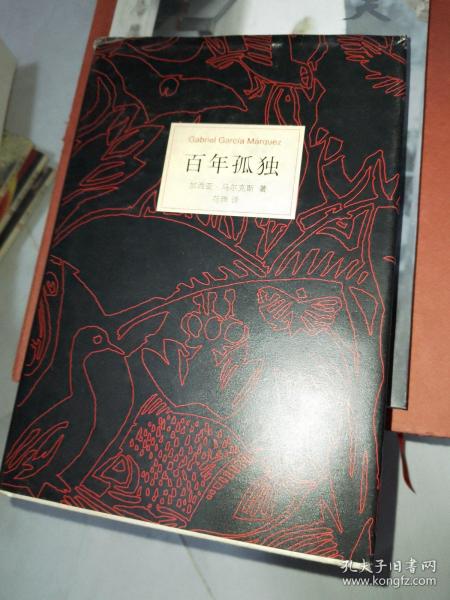 Gabriel García Márquez
百年孤独
加西亚·马尔克斯 著
范晔 译
孔夫子旧书网
www.kongfz.com